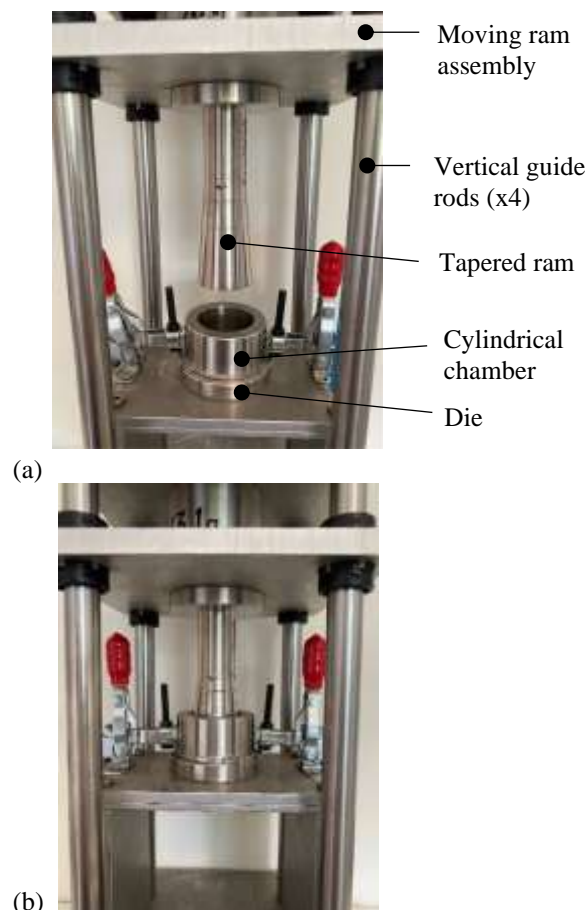 Moving ram
assembly
Vertical guide
rods (x4)
Tapered ram
Cylindrical
chamber
Die
(a)
(b)